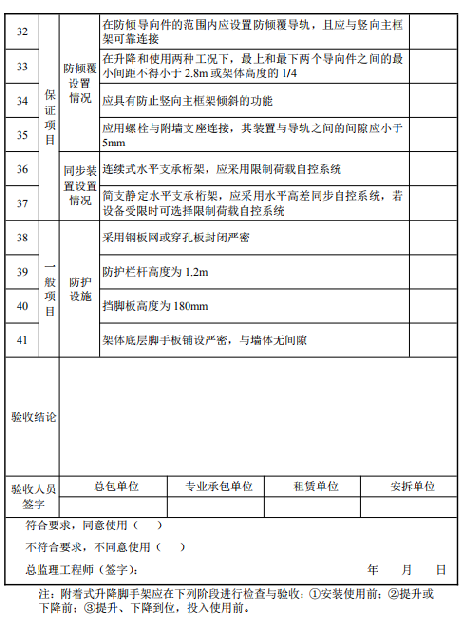 32
在防倾导向件的范围内应设置防倾覆导轨，且应与竖向主框
架可靠连接
33
在升降和使用两种工况下，最上和最下两个导向件之间的最
小间距不得小于 2.8m 或架体高度的 1/4
保证项目
防倾覆
设置
情况
34
应具有防止竖向主框架倾斜的功能
35
应用螺栓与附墙支座连接，其装置与导轨之间的间隙应小于
5mm
36
同步装
置设置
情况
连续式水平支承桁架，应采用限制荷载自控系统
37
简支静定水平支承桁架，应采用水平高差同步自控系统，若
设备受限时可选择限制荷载自控系统
38
采用钢板网或穿孔板封闭严密
一般项目
防护
设施
39
防护栏杆高度为 1.2m
40
挡脚板高度为 180mm
41
架体底层脚手板铺设严密，与墙体无间隙
验收结论
验收人员
签字
总包单位 专业承包单位 租赁单位 安拆单位
符合要求，同意使用（ ）
不符合要求，不同意使用（ ）
总监理工程师（签字）： 年 月 日
注：附着式升降脚手架应在下列阶段进行检查与验收：①安装使用前；②提升或
下降前；③提升、下降到位，投入使用前。